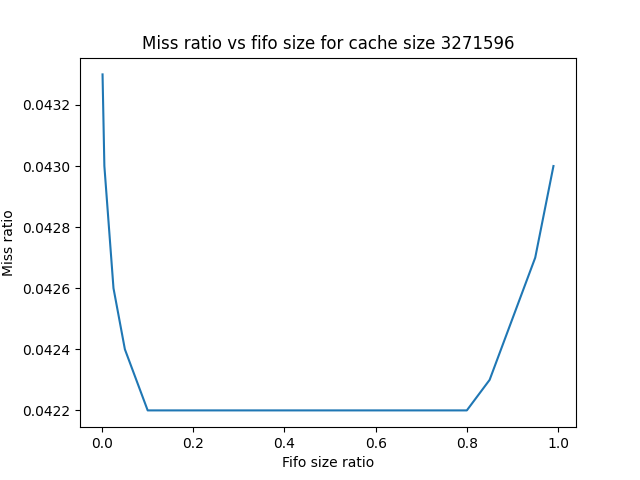 Miss ratio vs fifo size for cache size 3271596
Miss ratio
0.0432
0.0430
0.0428
0.0426
0.0424
0.0422
0.0 0.2 0.4 0.6 0.8 1.0
Fifo size ratio